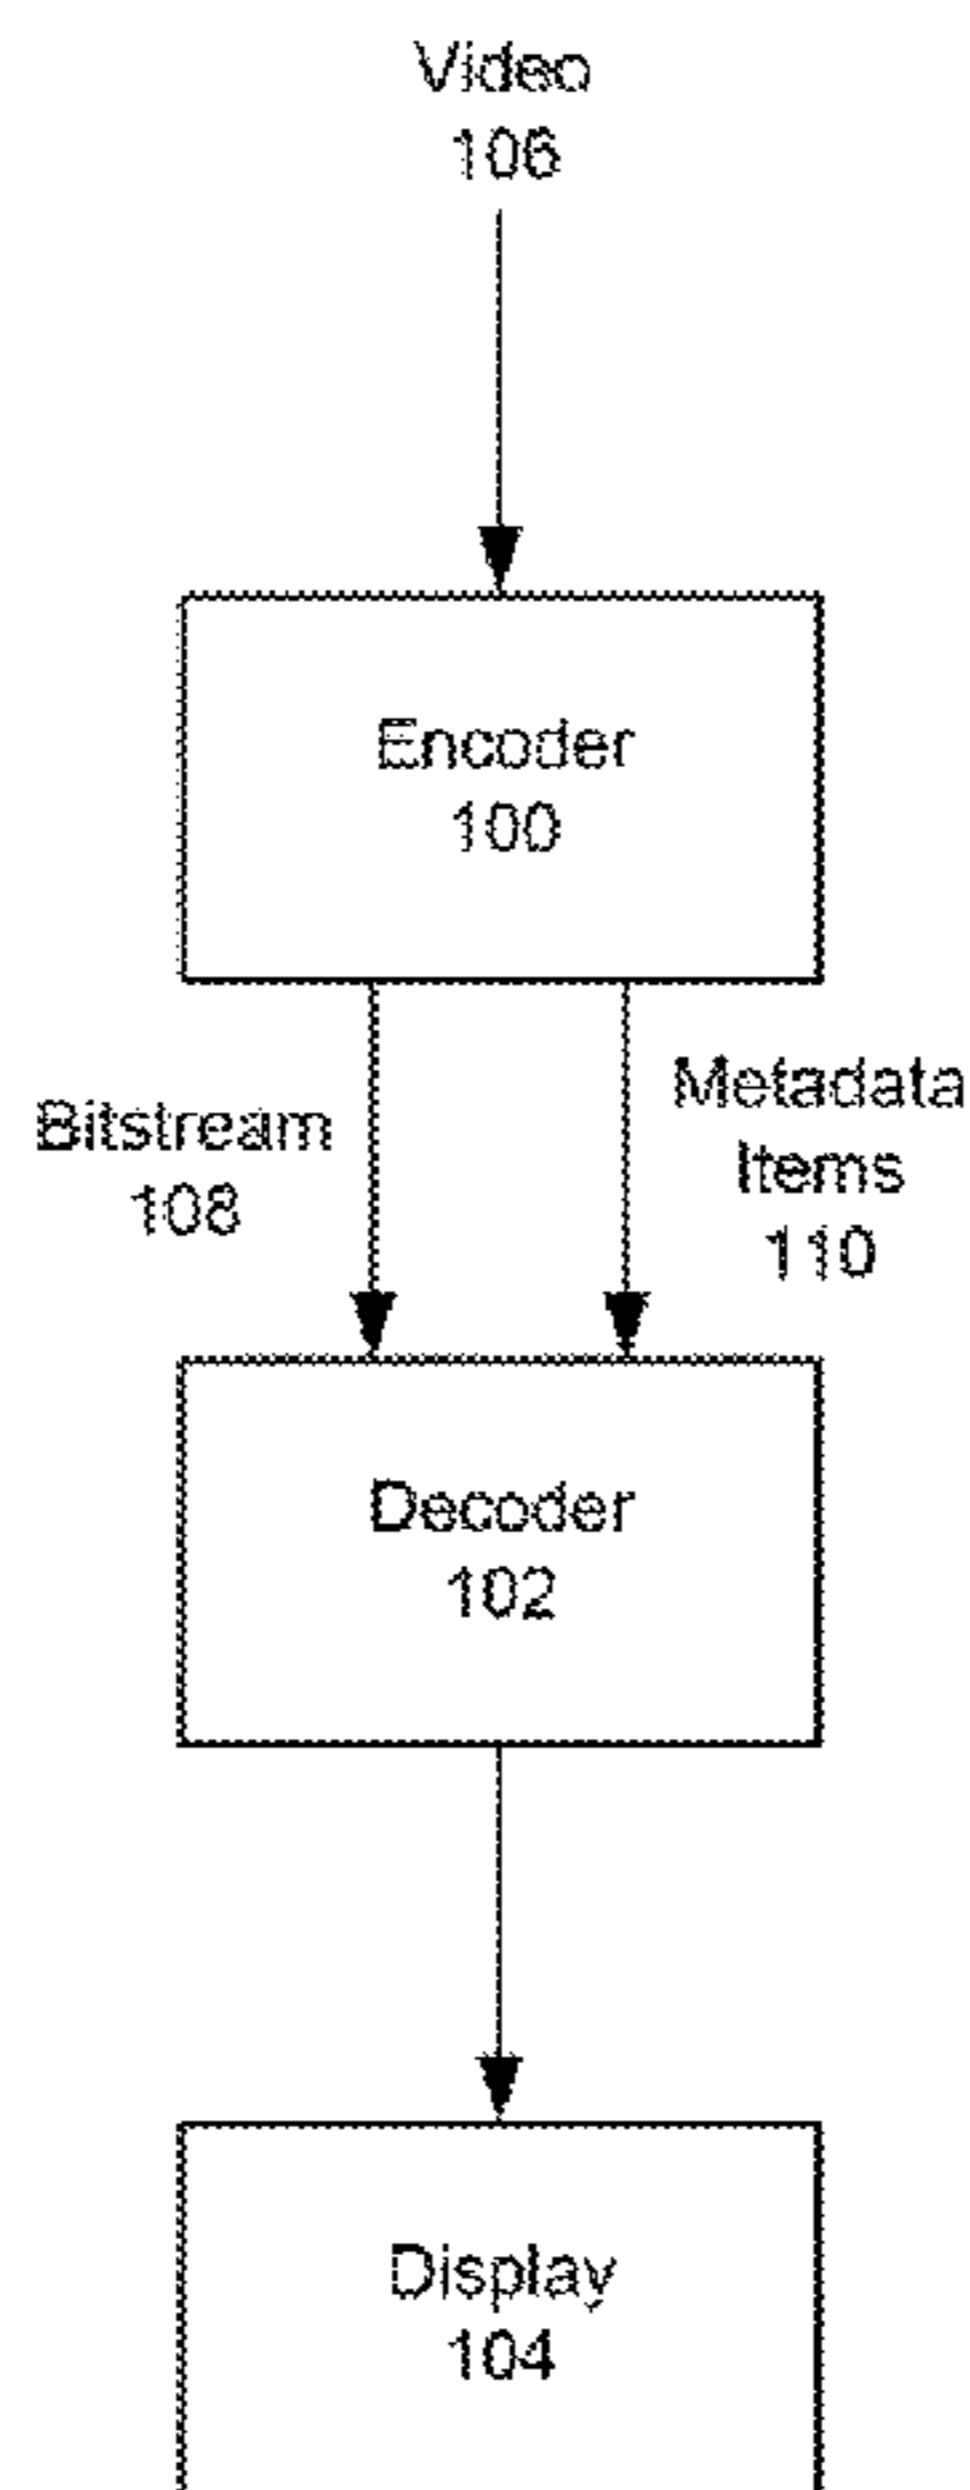 Video
106
Encoder
100
Bitstream
108
Metadata
Items
110
Decoder
102
Display
104